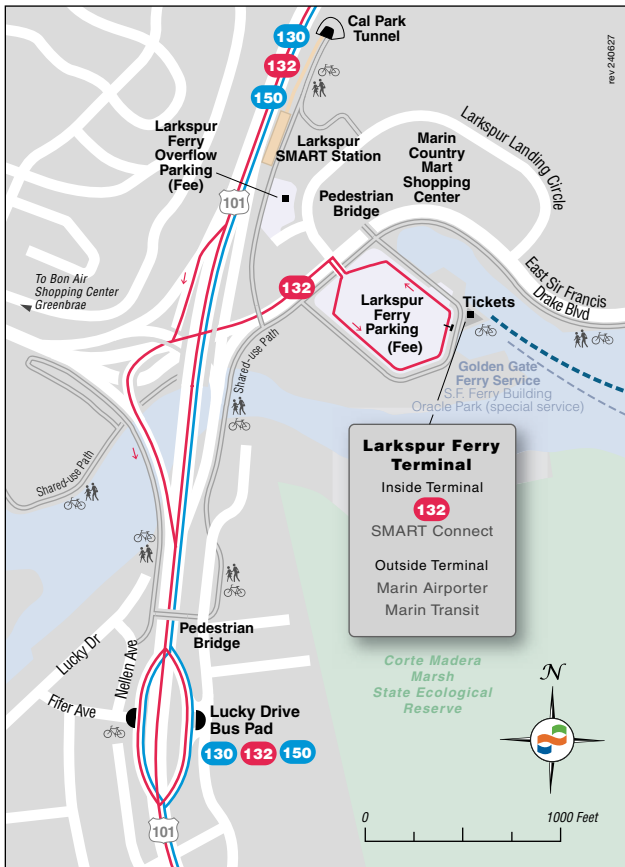 130
132
150
Cal Park
Tunnel
rev 240627
Larkspur
Ferry
Overflow
Parking
(Fee)
Larkspur
SMART Station
Marin
Country
Mart
Shopping
Center
Larkspur Landing Circle
101
Pedestrian
Bridge
To Bon Air
Shopping Center
Greenbrae
132
Larkspur
Ferry
Parking
(Fee)
Tickets
East Sir Francis
Drake Blvd
Shared-use Path
Golden Gate
Ferry Service
S.F. Ferry Building
Oracle Park (special service)
Shared-use Path
Larkspur Ferry
Terminal
Inside Terminal
132
SMART Connect
Outside Terminal
Marin Airporter
Marin Transit
Pedestrian
Bridge
Lucky Dr
Nellen Ave
Fifer Ave
Corte Madera
Marsh
State Ecological
Reserve
N
Lucky Drive
Bus Pad
130 132 150
101
0 1000 Feet